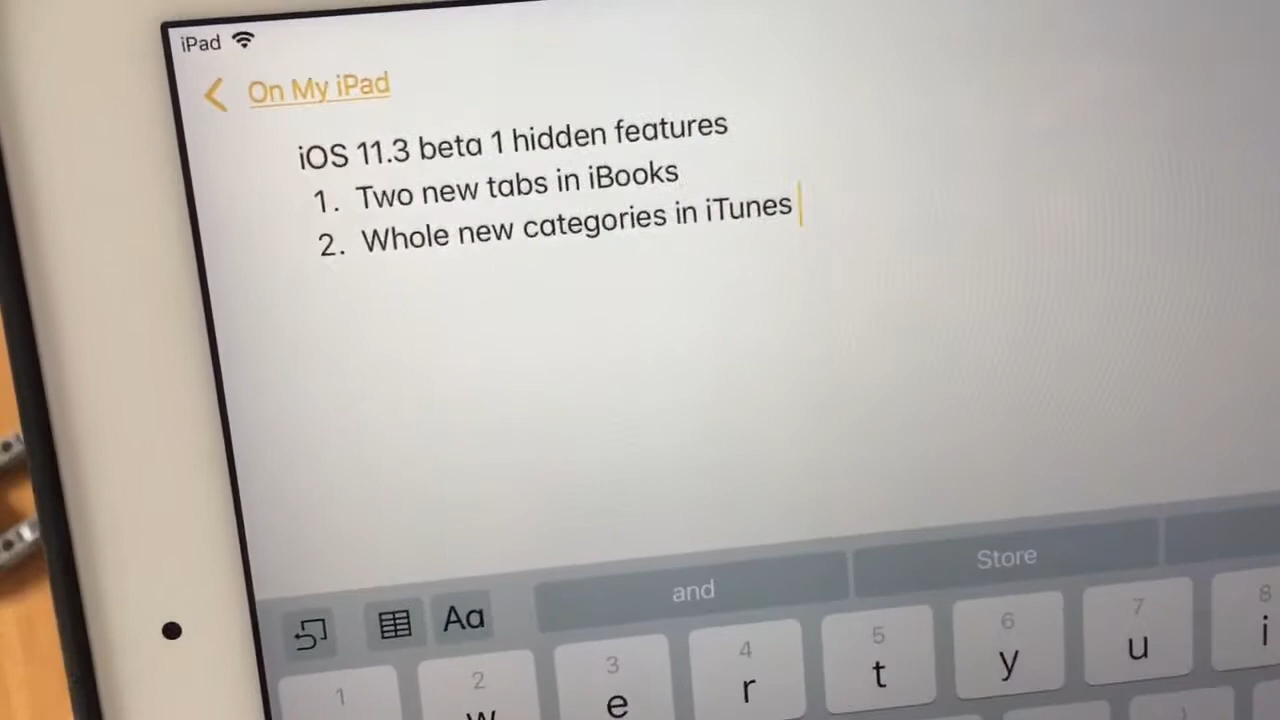 iPad
On My iPad
iOS 11.3 beta 1 hidden features
1. Two new tabs in iBooks
2. Whole new categories in iTunes
and Store
Aa
1 2 3 4 5 6 7 8
w e r t y u i